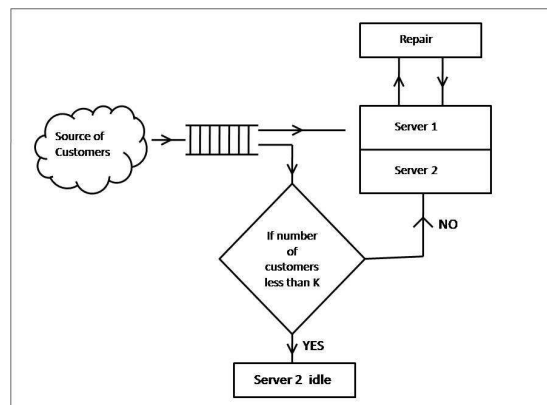 Repair
Source of
Customers
Server 1
Server 2
If number
of
customers
less than K
NO
YES
Server 2 idle